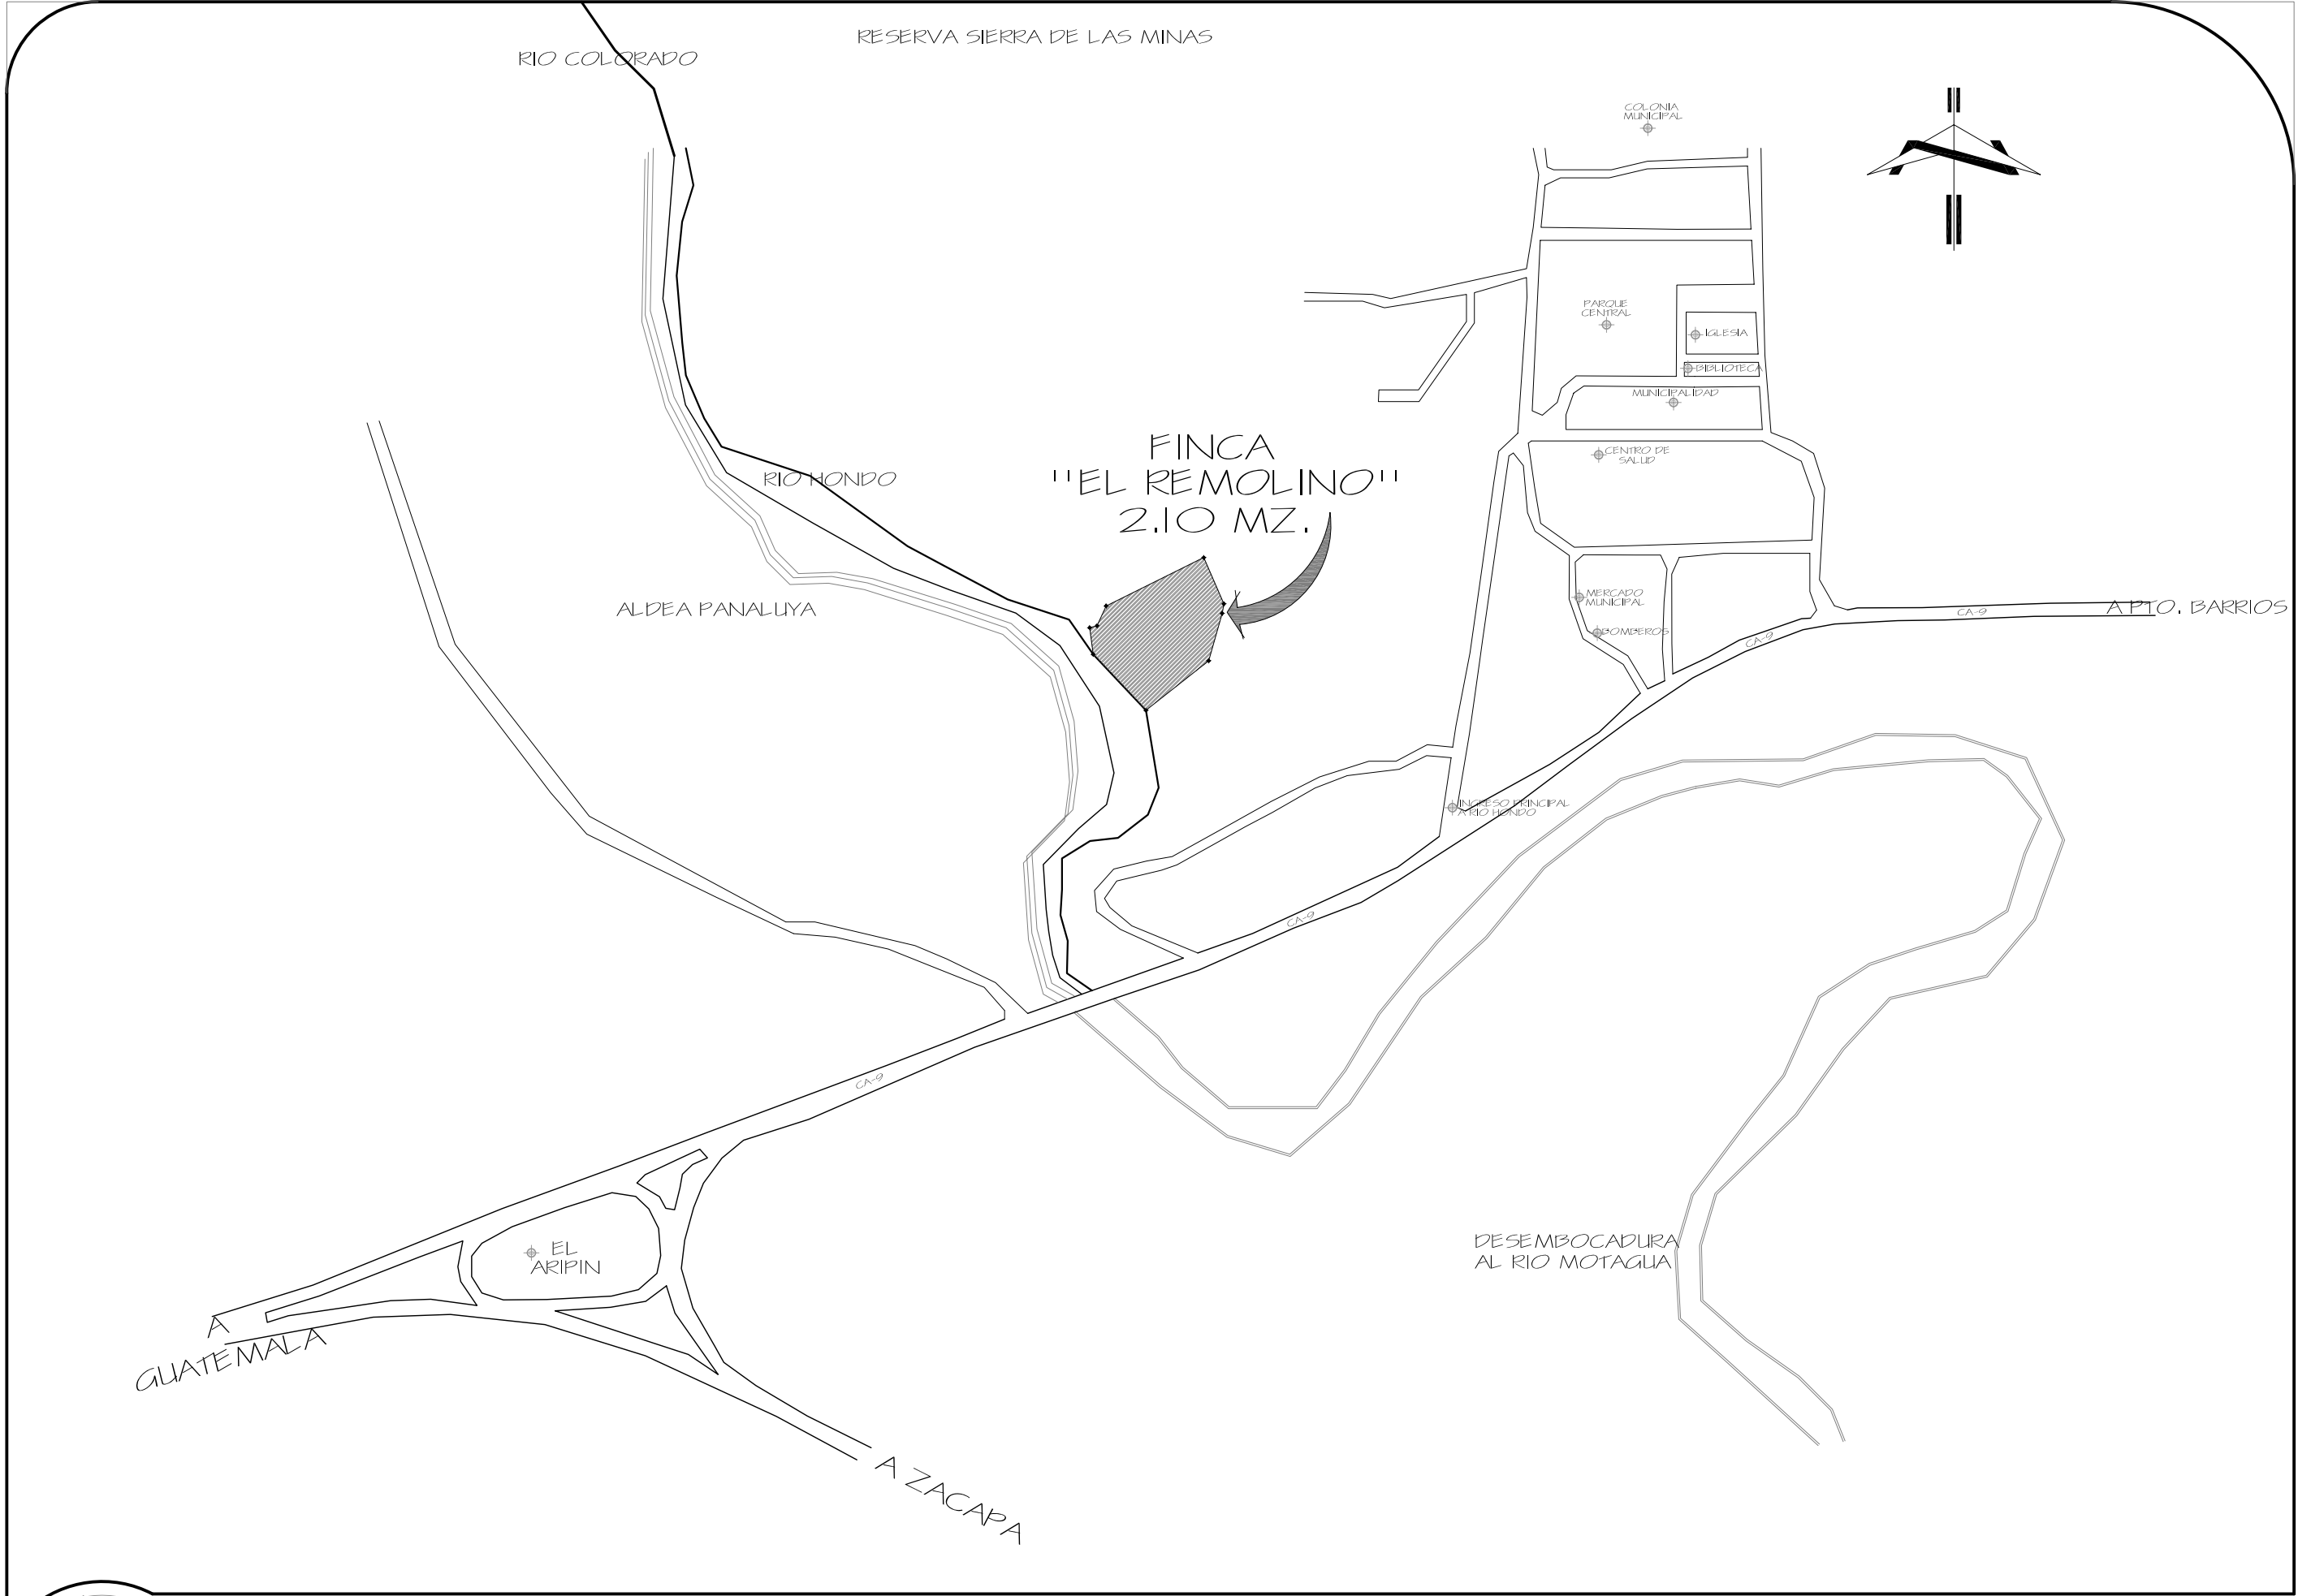 RESERVA SIERRA DE LAS MINAS
RIO COLORADO
COLONIA
MUNICIPAL
PARQUE
CENTRAL
IGLESIA
BIBLIOTECA
MUNICIPALIDAD
FINCA
"EL REMOLINO"
2.10 MZ.
CENTRO DE
SALUD
RIO HONDO
ALDEA PANALUYA
MERCADO
MUNICIPAL
BOMBEROS
CA-9
A PTO. BARRIOS
CA-9
INGRESO PRINCIPAL
A RIO HONDO
CA-9
CA-9
EL
ARIPIN
DESEMBOCADURA
AL RIO MOTAGUA
A
GUATEMALA
A ZACAPA